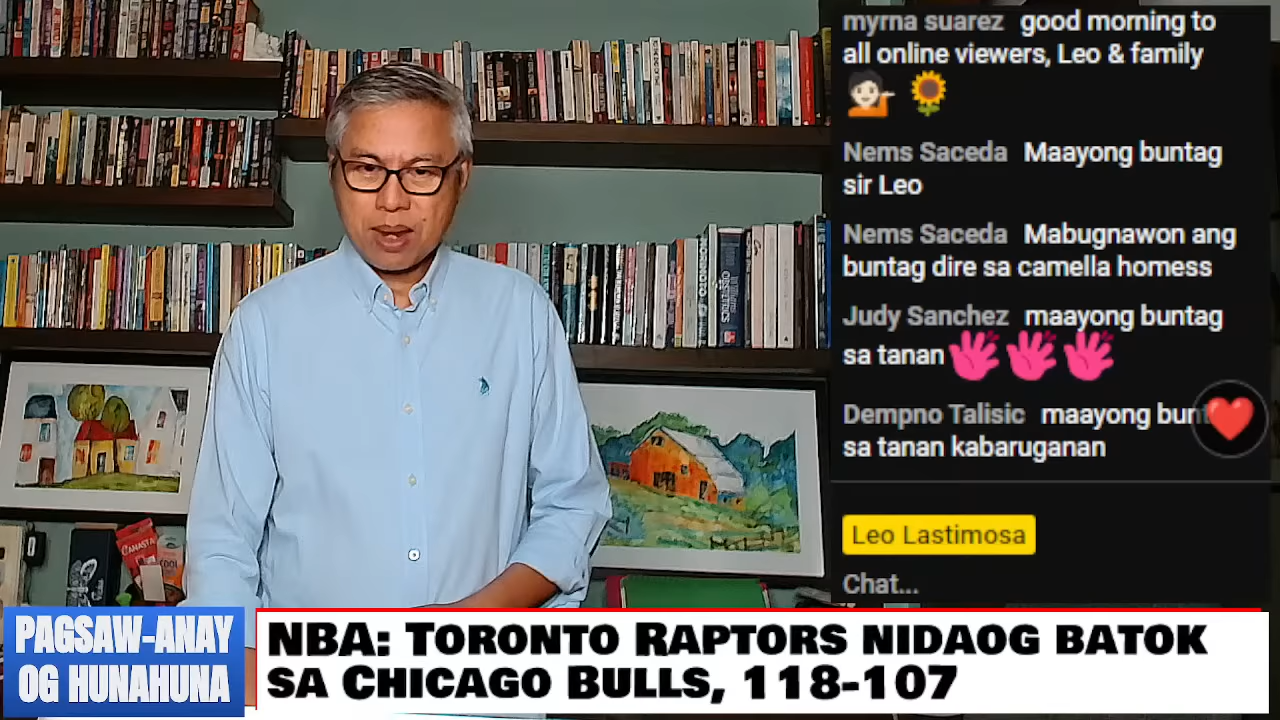 myrna suarez good morning to
all online viewers, Leo & family
Nems Saceda Maayong buntag
sir Leo
Nems Saceda Mabugnawon ang
buntag dire sa camella homess
Judy Sanchez maayong buntag
sa tanan
Dempno Talisic maayong
sa tanan kabaruganan
Leo Lastimosa
Chat...
PAGSAW-ANAY
OG HUNAHUNA
NBA: TORONTO RAPTORS NIDAOG BATOK
SA CHICAGO BULLS, 118-107